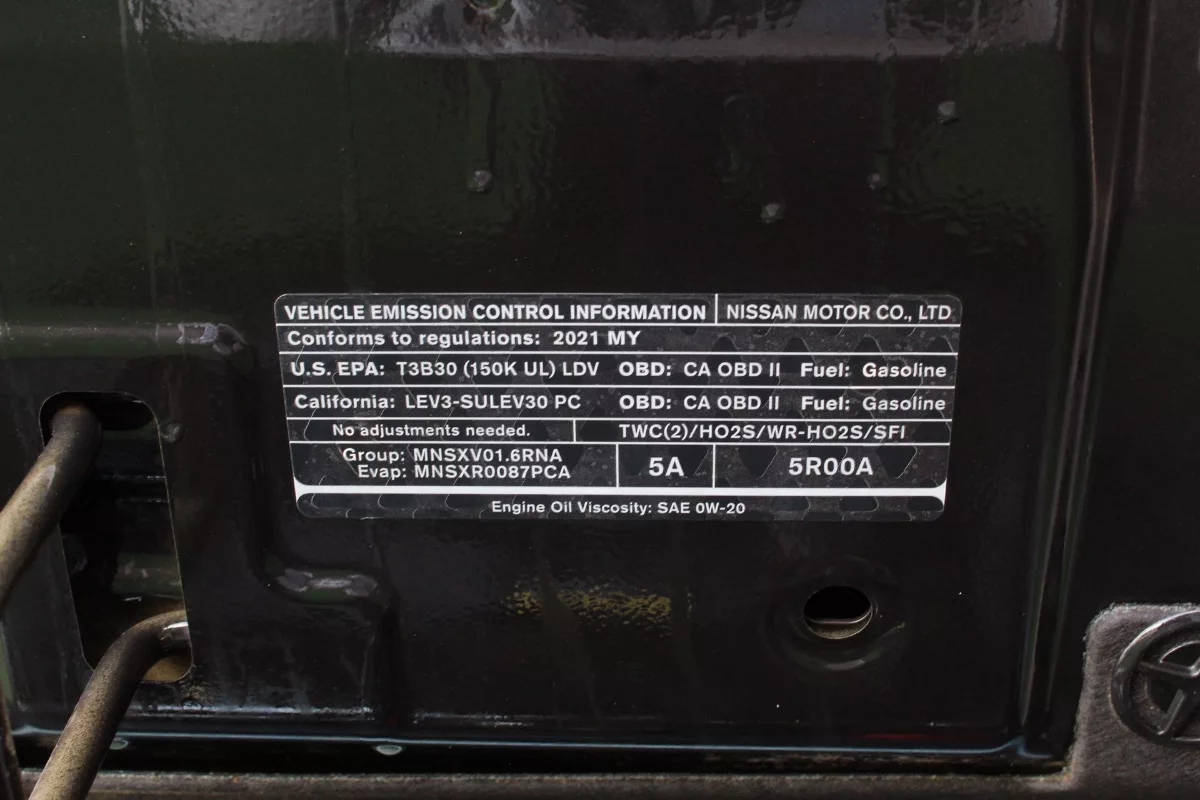 VEHICLE EMISSION CONTROL INFORMATION NISSAN MOTOR CO., LTD
Conforms to regulations: 2021 MY
U.S. EPA: T3B30 (150K UL) LDV OBD: CA OBD II Fuel: Gasoline
California: LEV3-SULEV30 PC OBD: CA OBD II Fuel: Gasoline
No adjustments needed. TWC(2)/HO2S/WR-HO2S/SFI
Group: MNSXV01.6RNA
Evap: MNSXR0087PCA
5A 5R00A
Engine Oil Viscosity: SAE 0W-20